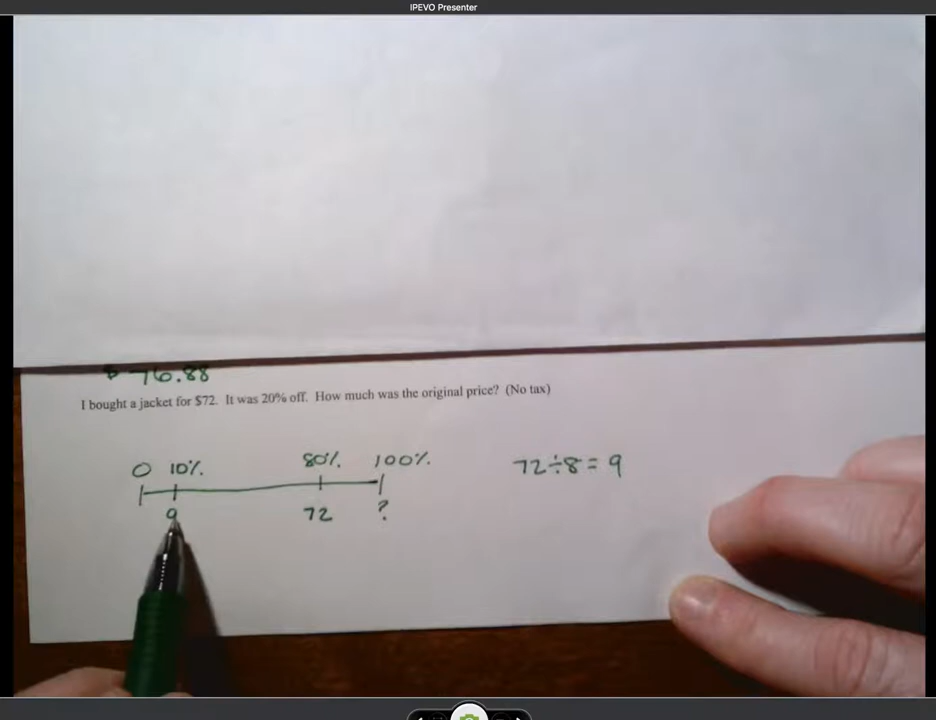 IPEVO Presenter
$ 76.88
I bought a jacket for $72. It was 20% off. How much was the original price? (No tax)
0 10% 80% 100% 72÷8=9
9 72 ?